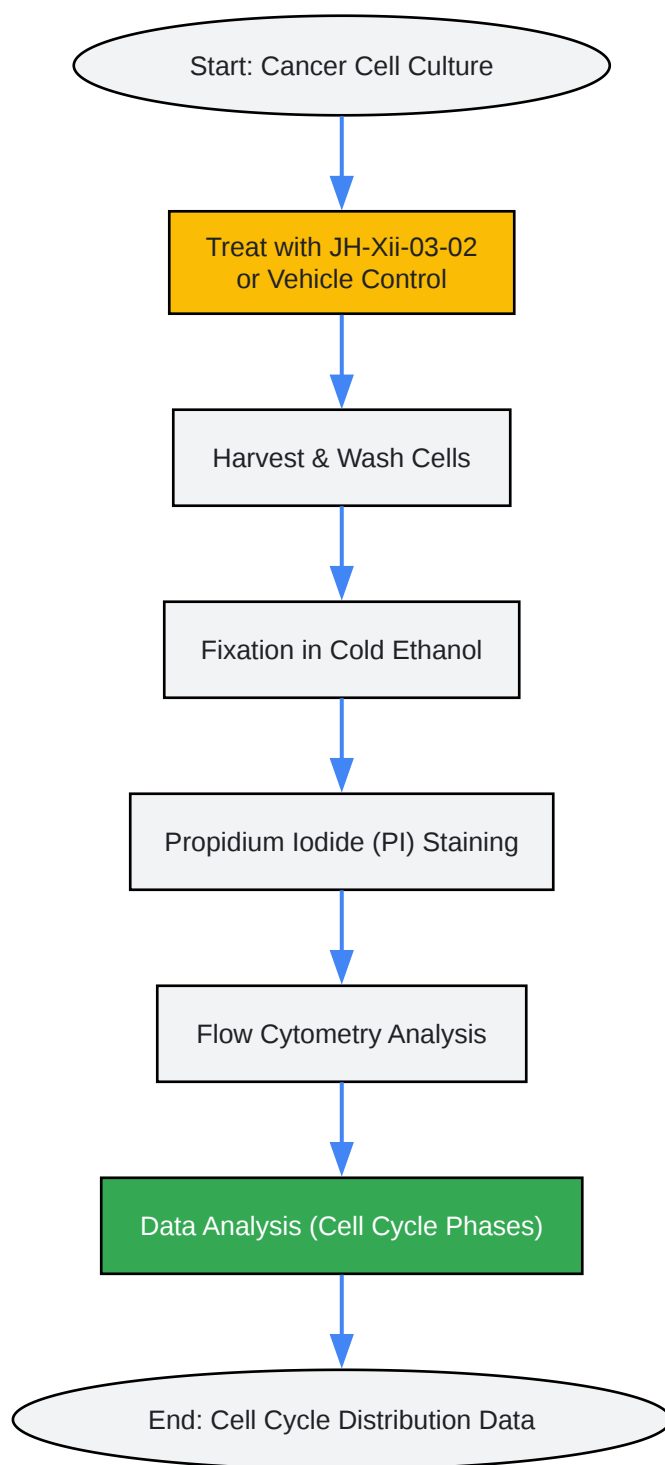 Start: Cancer Cell Culture
Treat with JH-Xii-03-02
or Vehicle Control
Harvest & Wash Cells
Fixation in Cold Ethanol
Propidium Iodide (PI) Staining
Flow Cytometry Analysis
Data Analysis (Cell Cycle Phases)
End: Cell Cycle Distribution Data